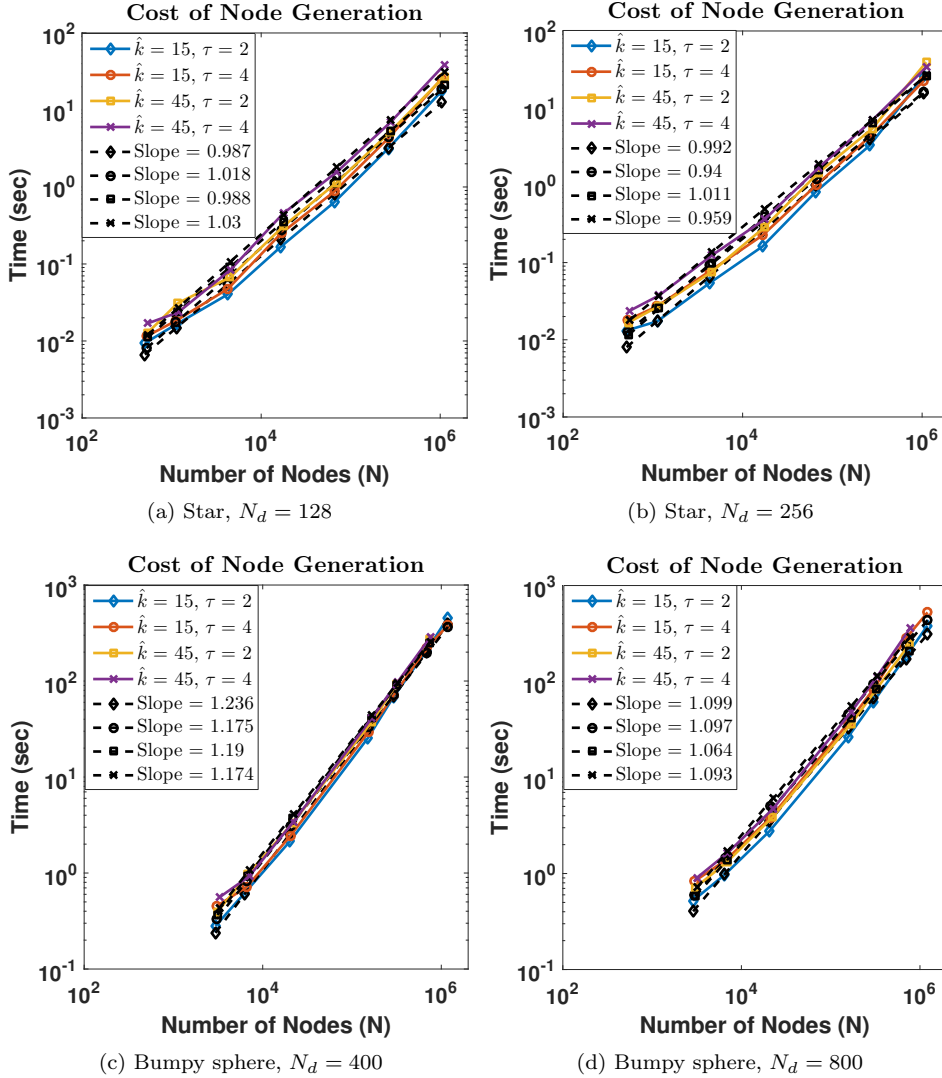 Cost of Node Generation
10^2
10^1
10^0
10^-1
10^-2
10^-3
Time (sec)
k̂ = 15, τ = 2
k̂ = 15, τ = 4
k̂ = 45, τ = 2
k̂ = 45, τ = 4
Slope = 0.987
Slope = 1.018
Slope = 0.988
Slope = 1.03
10^2
10^4
10^6
Number of Nodes (N)
(a) Star, N_d = 128
Cost of Node Generation
10^2
10^1
10^0
10^-1
10^-2
10^-3
Time (sec)
k̂ = 15, τ = 2
k̂ = 15, τ = 4
k̂ = 45, τ = 2
k̂ = 45, τ = 4
Slope = 0.992
Slope = 0.94
Slope = 1.011
Slope = 0.959
10^2
10^4
10^6
Number of Nodes (N)
(b) Star, N_d = 256
Cost of Node Generation
10^3
10^2
10^1
10^0
10^-1
Time (sec)
k̂ = 15, τ = 2
k̂ = 15, τ = 4
k̂ = 45, τ = 2
k̂ = 45, τ = 4
Slope = 1.236
Slope = 1.175
Slope = 1.19
Slope = 1.174
10^2
10^4
10^6
Number of Nodes (N)
(c) Bumpy sphere, N_d = 400
Cost of Node Generation
10^3
10^2
10^1
10^0
10^-1
Time (sec)
k̂ = 15, τ = 2
k̂ = 15, τ = 4
k̂ = 45, τ = 2
k̂ = 45, τ = 4
Slope = 1.099
Slope = 1.097
Slope = 1.064
Slope = 1.093
10^2
10^4
10^6
Number of Nodes (N)
(d) Bumpy sphere, N_d = 800